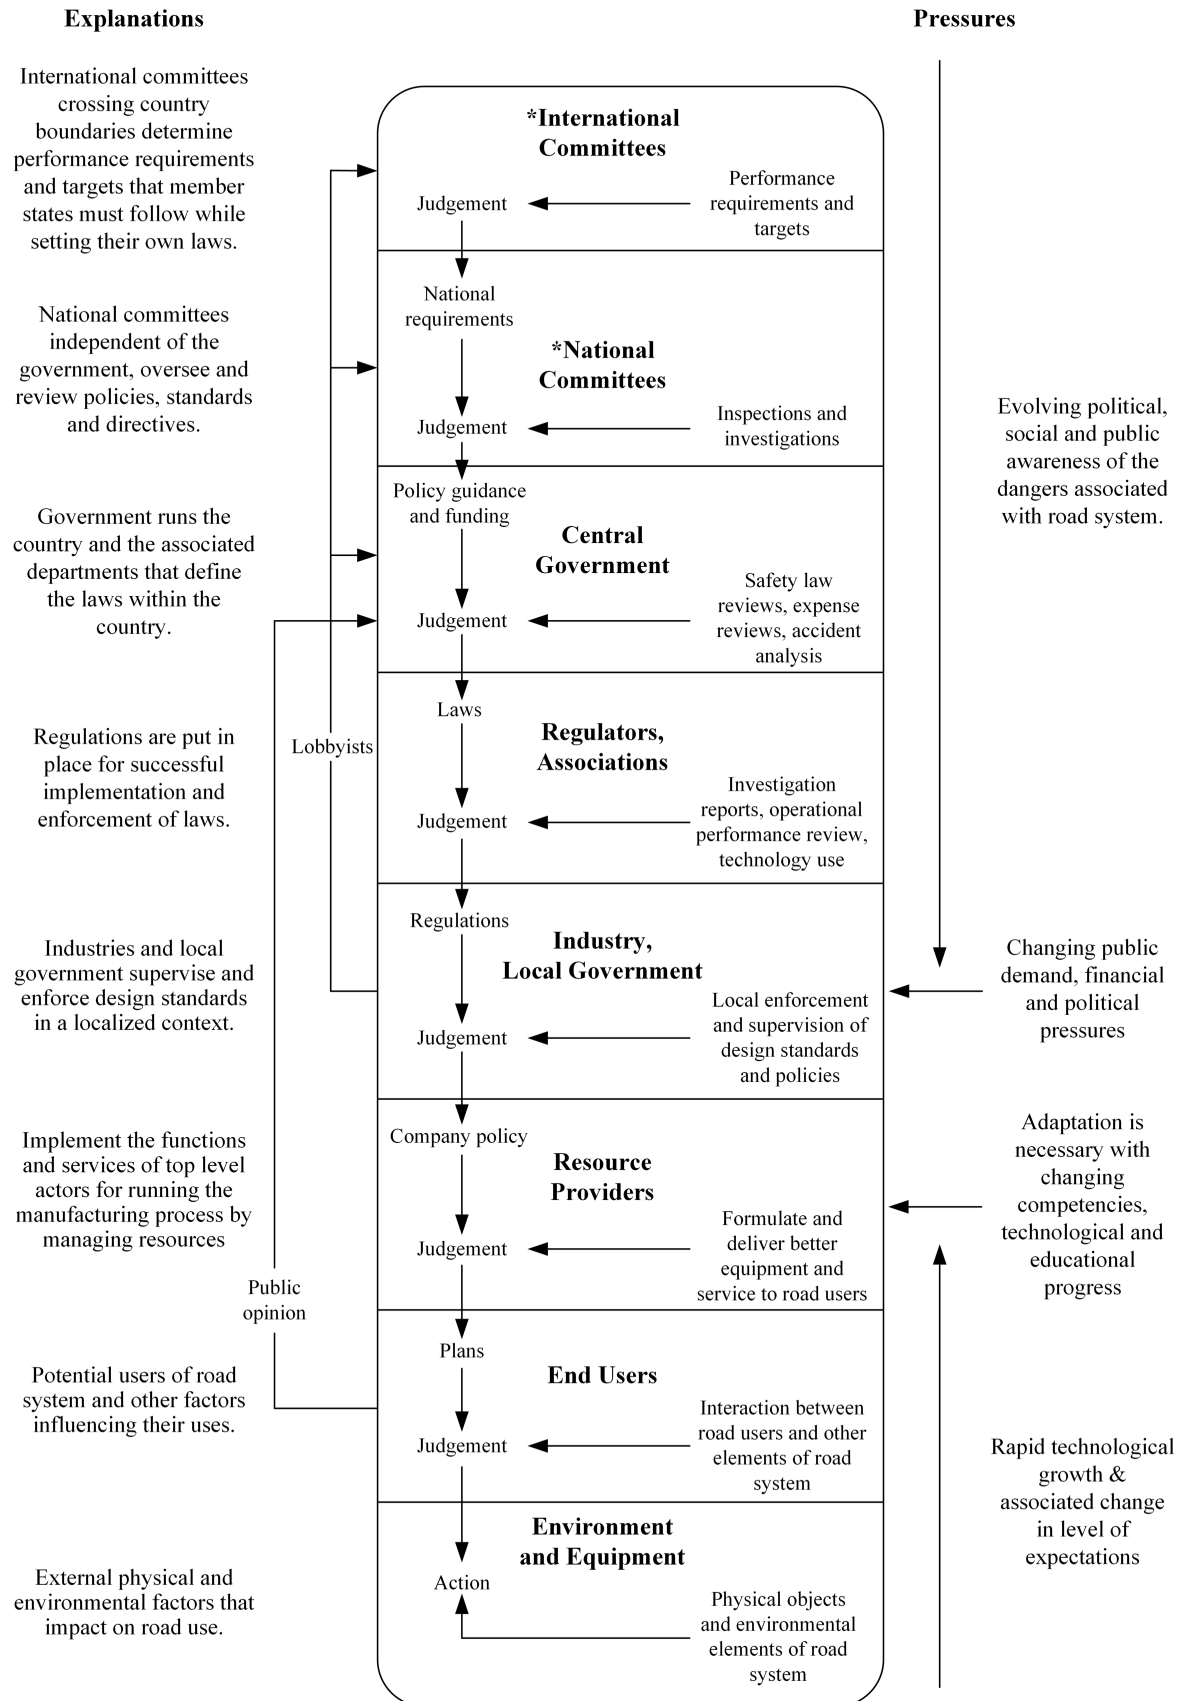 Explanations
Pressures
International committees
crossing country
boundaries determine
performance requirements
and targets that member
states must follow while
setting their own laws.
*International
Committees
Judgement
Performance
requirements and
targets
National committees
independent of the
government, oversee and
review policies, standards
and directives.
National
requirements
*National
Committees
Judgement
Inspections and
investigations
Evolving political,
social and public
awareness of the
dangers associated
with road system.
Government runs the
country and the associated
departments that define
the laws within the
country.
Policy guidance
and funding
Central
Government
Judgement
Safety law
reviews, expense
reviews, accident
analysis
Regulations are put in
place for successful
implementation and
enforcement of laws.
Lobbyists
Laws
Regulators,
Associations
Judgement
Investigation
reports, operational
performance review,
technology use
Industries and local
government supervise and
enforce design standards
in a localized context.
Regulations
Industry,
Local Government
Judgement
Local enforcement
and supervision of
design standards
and policies
Changing public
demand, financial
and political
pressures
Implement the functions
and services of top level
actors for running the
manufacturing process by
managing resources
Company policy
Resource
Providers
Judgement
Formulate and
deliver better
equipment and
service to road users
Adaptation is
necessary with
changing
competencies,
technological and
educational
progress
Public
opinion
Potential users of road
system and other factors
influencing their uses.
Plans
End Users
Judgement
Interaction between
road users and other
elements of road
system
Rapid technological
growth &
associated change
in level of
expectations
External physical and
environmental factors that
impact on road use.
Environment
and Equipment
Action
Physical objects
and environmental
elements of road
system